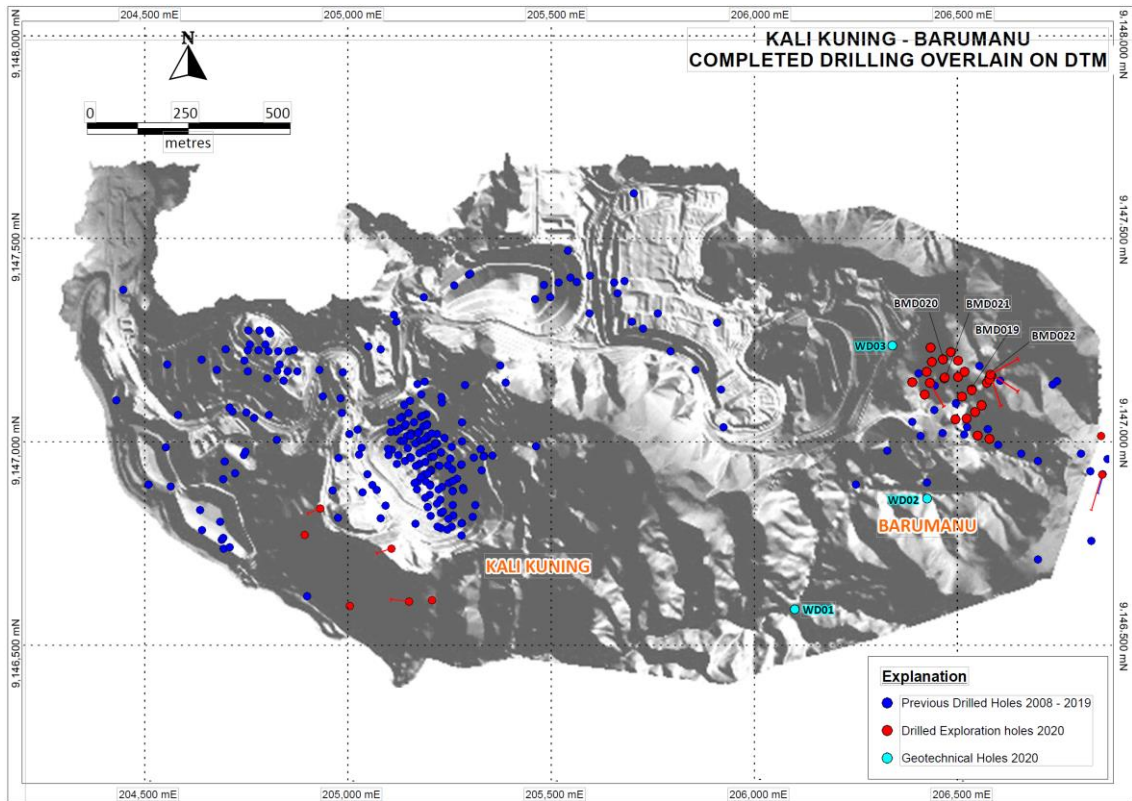 204,500 mE
205,000 mE
205,500 mE
206,000 mE
206,500 mE
9,148,000 mN
9,148,000 mN
N
KALI KUNING - BARUMANU
COMPLETED DRILLING OVERLAIN ON DTM
0 250 500
metres
9,147,500 mN
9,147,500 mN
BMD020
BMD021
BMD019
BMD022
WD03
9,147,000 mN
9,147,000 mN
WD02
BARUMANU
KALI KUNING
WD01
9,146,500 mN
9,146,500 mN
Explanation
Previous Drilled Holes 2008 - 2019
Drilled Exploration holes 2020
Geotechnical Holes 2020
204,500 mE
205,000 mE
205,500 mE
206,000 mE
206,500 mE